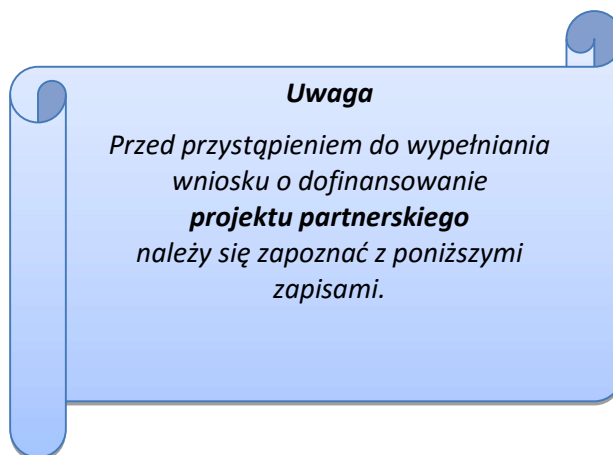 Uwaga
Przed przystąpieniem do wypełniania
wniosku o dofinansowanie
projektu partnerskiego
należy się zapoznać z poniższymi
zapisami.